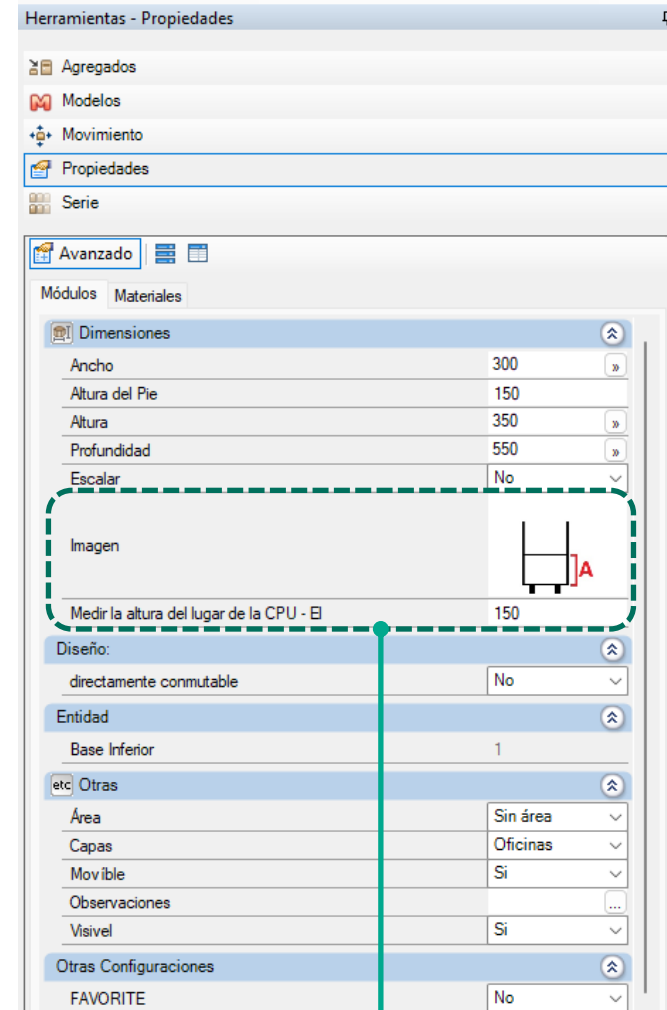 Herramientas - Propiedades
Agregados
Modelos
Movimiento
Propiedades
Serie
Avanzado
Módulos Materiales
Dimensiones
Ancho 300 »
Altura del Pie 150
Altura 350 »
Profundidad 550 »
Escalar No
Imagen A
Medir la altura del lugar de la CPU - El 150
Diseño:
directamente conmutable No
Entidad
Base Inferior 1
etc Otras
Área Sin área
Capas Oficinas
Movíble Si
Observaciones ...
Visivel Si
Otras Configuraciones
FAVORITE No